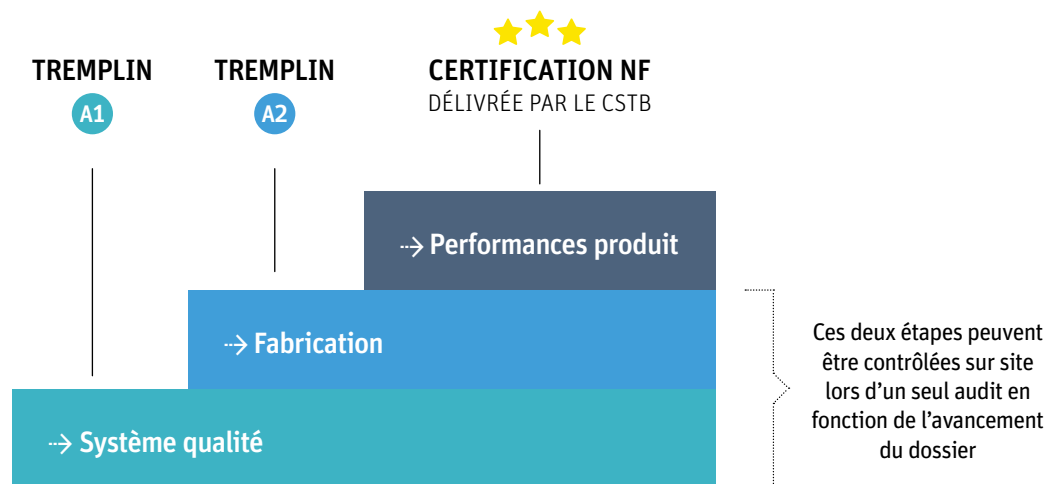 TREMPLIN
A1
TREMPLIN
A2
CERTIFICATION NF
DÉLIVRÉE PAR LE CSTB
Performances produit
Fabrication
Système qualité
Ces deux étapes peuvent
être contrôlées sur site
lors d’un seul audit en
fonction de l’avancement
du dossier